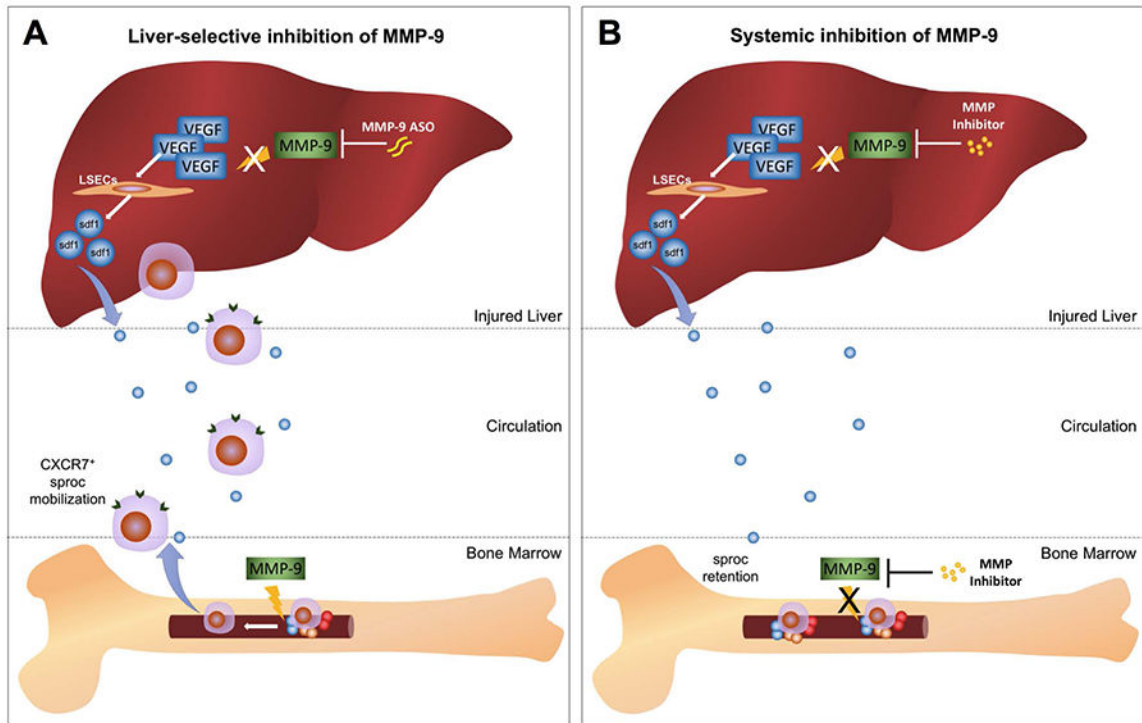 A
Liver-selective inhibition of MMP-9
VEGF
VEGF
VEGF
MMP-9
MMP-9 ASO
LSECs
sdf1
sdf1
sdf1
Injured Liver
Circulation
CXCR7⁺
sproc
mobilization
Bone Marrow
MMP-9
B
Systemic inhibition of MMP-9
VEGF
VEGF
VEGF
MMP-9
MMP
Inhibitor
LSECs
sdf1
sdf1
sdf1
Injured Liver
Circulation
Bone Marrow
sproc
retention
MMP-9
MMP
Inhibitor